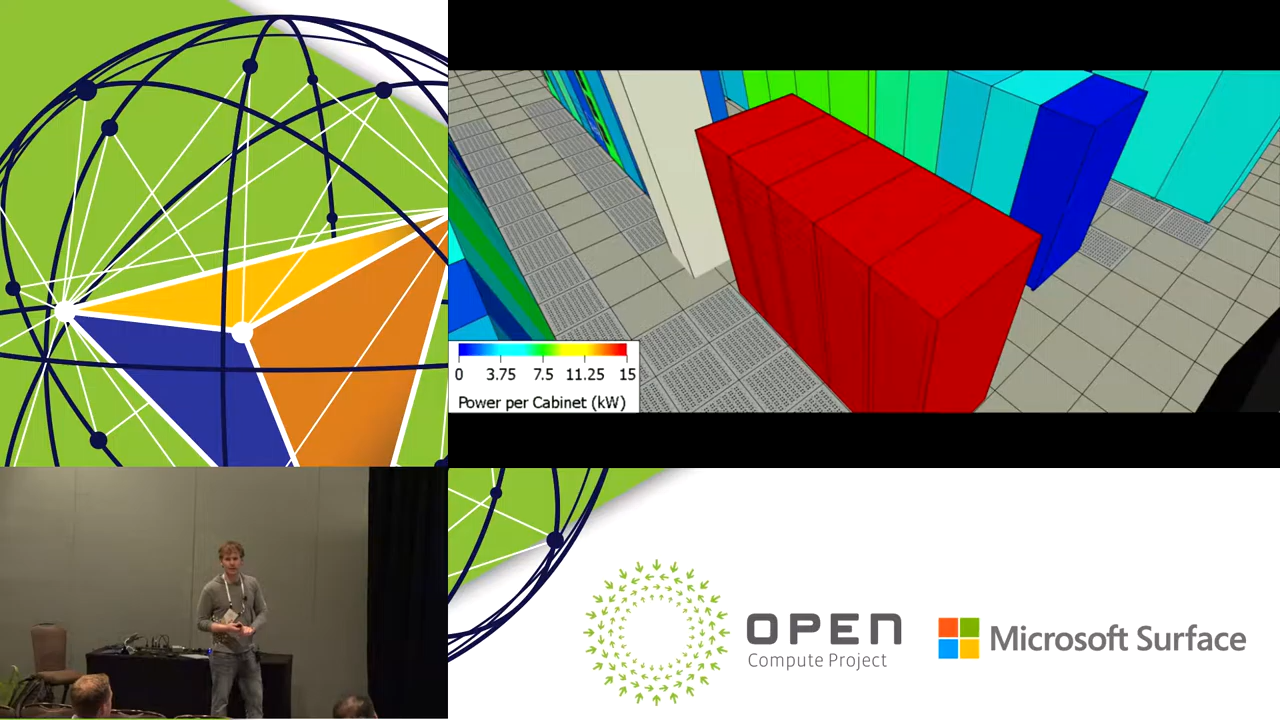 0 3.75 7.5 11.25 15
Power per Cabinet (kW)
OPEN
Compute Project
Microsoft Surface